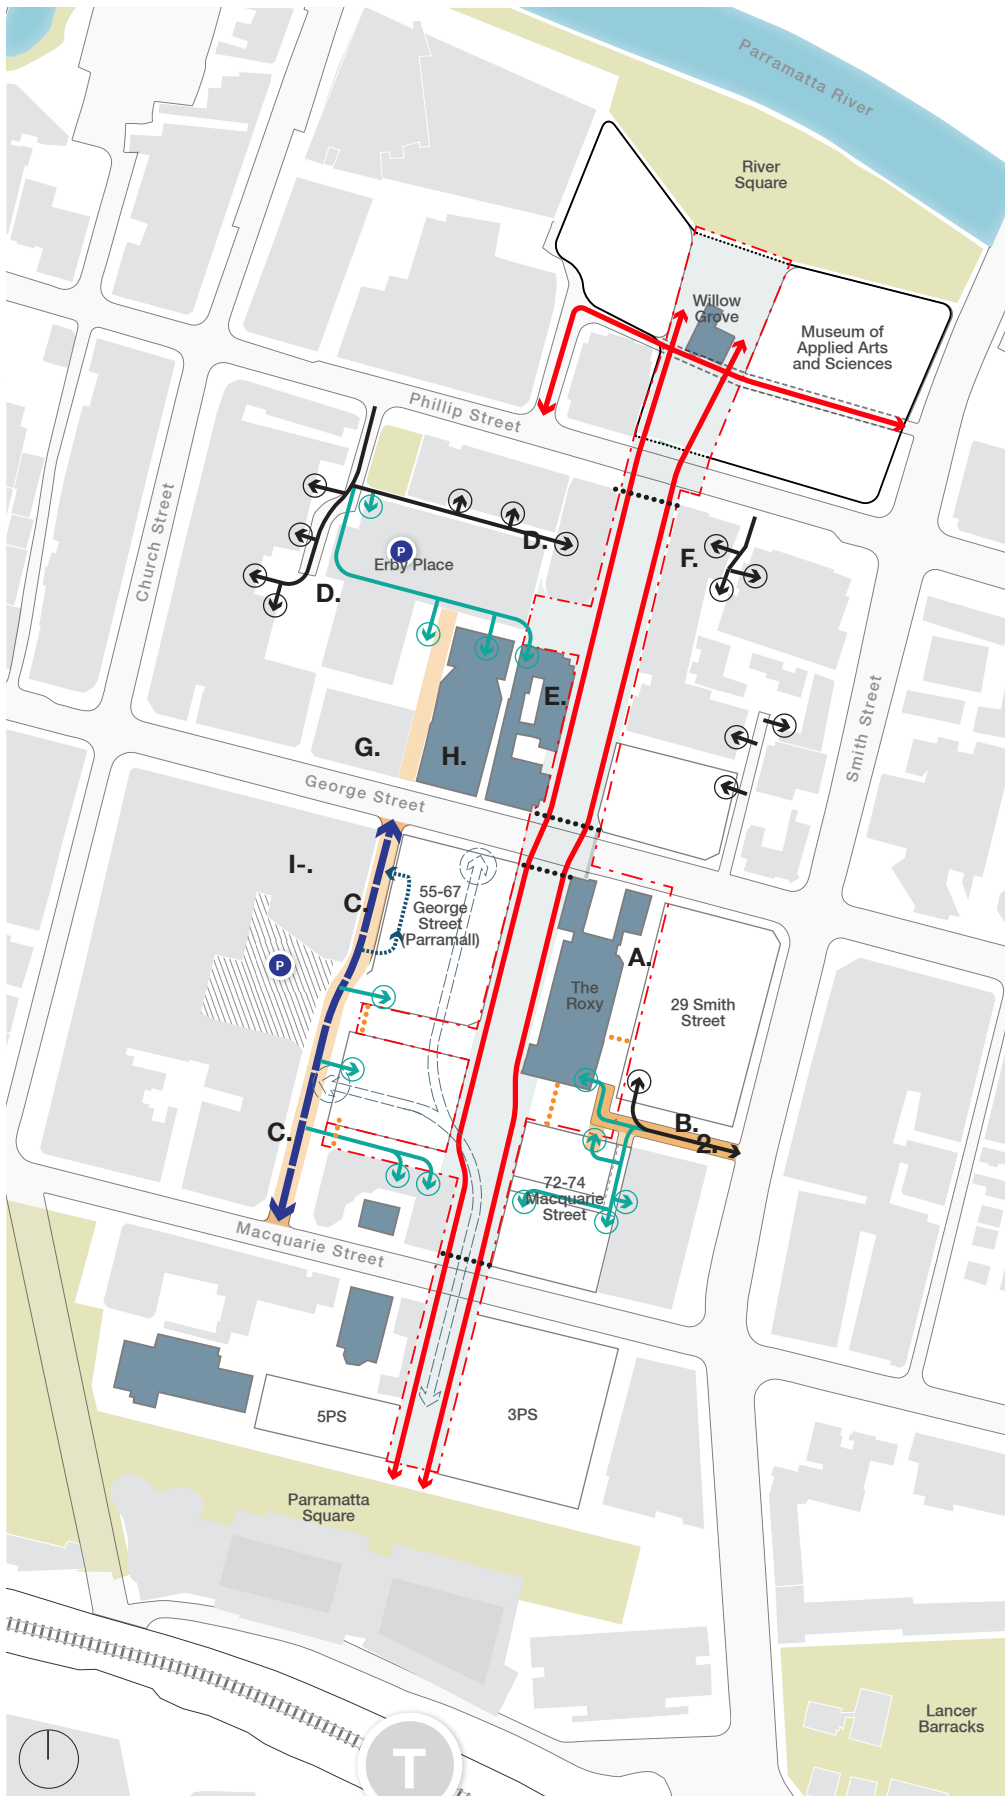 Parramatta River
River
Square
Willow
Grove
Museum of
Applied Arts
and Sciences
Phillip Street
Church Street
D.
P
Erby Place
F.
D.
E.
Smith Street
G.
H.
George Street
I-.
C.
55-67
George
Street
(Parramall)
A.
P
The
Roxy
29 Smith
Street
B.
C.
2.
72-74
Macquarie
Street
Macquarie Street
5PS
3PS
Parramatta
Square
Lancer
Barracks
T